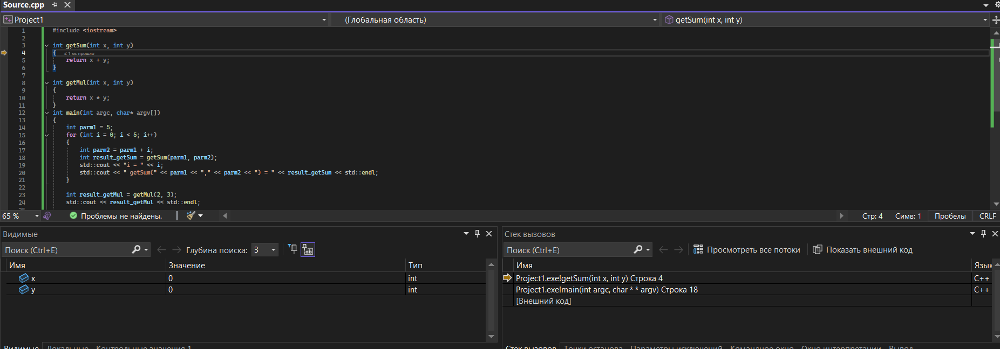 Source.cpp
Project1 (Глобальная область) getSum(int x, int y)
1 #include <iostream>
2
3 int getSum(int x, int y)
4 { ≤ 1 мс прошло
5 return x + y;
6 }
7
8 int getMul(int x, int y)
9 {
10 return x * y;
11 }
12 int main(int argc, char* argv[])
13 {
14 int parm1 = 5;
15 for (int i = 0; i < 5; i++)
16 {
17 int parm2 = parm1 + i;
18 int result_getSum = getSum(parm1, parm2);
19 std::cout << "i = " << i;
20 std::cout << " getSum(" << parm1 << "," << parm2 << ") = " << result_getSum << std::endl;
21 }
22
23 int result_getMul = getMul(2, 3);
24 std::cout << result_getMul << std::endl;
25
65 % Проблемы не найдены. Стр: 4 Симв: 1 Пробелы CRLF
Видимые
Поиск (Ctrl+E) Глубина поиска: 3
Имя Значение Тип
x 0 int
y 0 int
Видимые Локальные Контрольные значения 1
Стек вызовов
Поиск (Ctrl+E) Просмотреть все потоки Показать внешний код
Имя Язык
Project1.exe!getSum(int x, int y) Строка 4 C++
Project1.exe!main(int argc, char * * argv) Строка 18 C++
[Внешний код]
Стек вызовов Точки останова Параметры исключений Командное окно Окно интерпретации Вывод